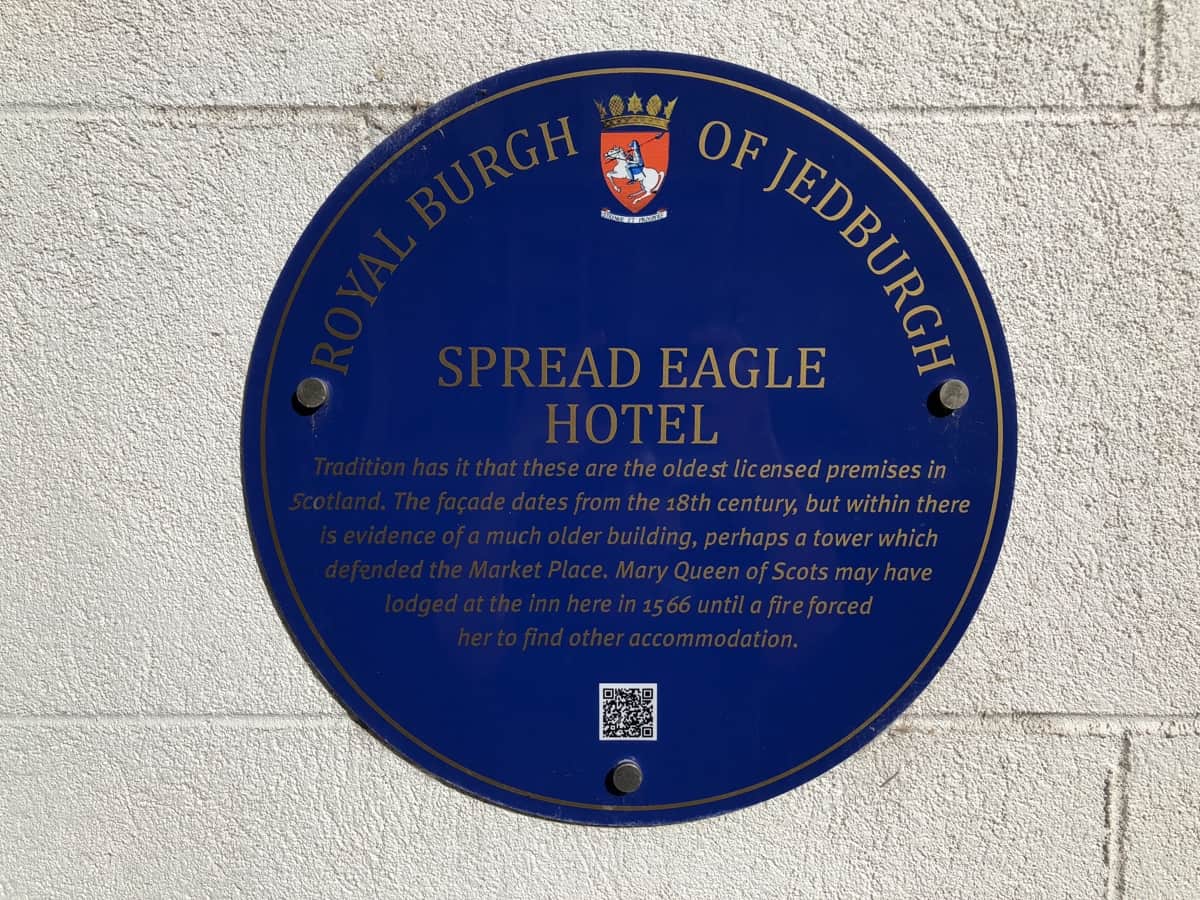 ROYAL BURGH OF JEDBURGH
SPREAD EAGLE
HOTEL
Tradition has it that these are the oldest licensed premises in
Scotland. The façade dates from the 18th century, but within there
is evidence of a much older building, perhaps a tower which
defended the Market Place. Mary Queen of Scots may have
lodged at the inn here in 1566 until a fire forced
her to find other accommodation.